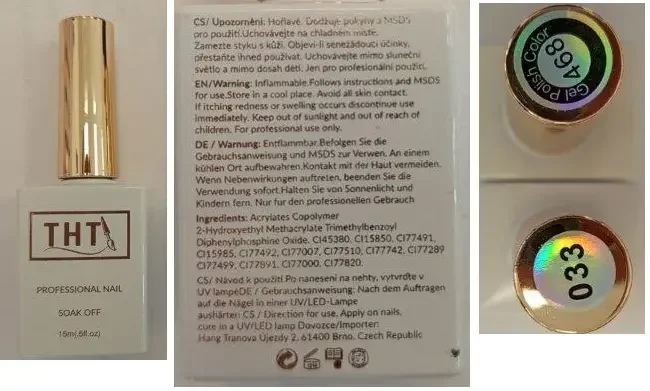 THT
PROFESSIONAL NAIL
SOAK OFF
15ml(.5fl.oz)
CS/ Upozornění: Hořlavé. Dodžuje pokyny a MSDS
pro použití.Uchovávejte na chladném míste.
Zamezte styku s kůží. Objeví-li senežádoucí účinky,
přestaňte ihned používat. Uchovávejte mimo sluneční
světlo a mimo dosah dětí. Jen pro profesionální použití.
EN/Warning: Inflammable.Follows instructions and MSDS
for use.Store in a cool place. Avoid all skin contact.
If itching redness or swelling occurs discontinue use
immediately. Keep out of sunlight and out of reach of
children. For professional use only.
DE / Warnung: Entflammbar.Befolgen Sie die
Gebrauchsanweisung und MSDS zur Verwen. An einem
kühlen Ort aufbewahren.Kontakt mit der Haut vermeiden.
Wenn Nebenwirkungen auftreten, beenden Sie die
Verwendung sofort.Halten Sie von Sonnenlicht und
Kindern fern. Nur fur den professionellen Gebrauch
Ingredients: Acrylates Copolymer
2-Hydroxyethyl Methacrylate Trimethylbenzoyl
Diphenylphosphine Oxide. CI45380, CI15850, CI77491,
CI15985, CI77492, CI77007, CI77510, CI77742, CI77289
CI77499, CI77891, CI77000, CI77820.
CS/ Návod k použití.Po nanesení na nehty, vytvrďte v
UV lampěDE / Gebrauchsanweisung: Nach dem Auftragen
auf die Nägel in einer UV/LED-Lampe
aushärten CS / Direction for use. Apply on nails,
cure in a UV/LED lamp Dovozce/Importer:
Hang Tranova Ujezdy 2, 61400 Brno, Czech Republic
Gel Polish Color
468
033